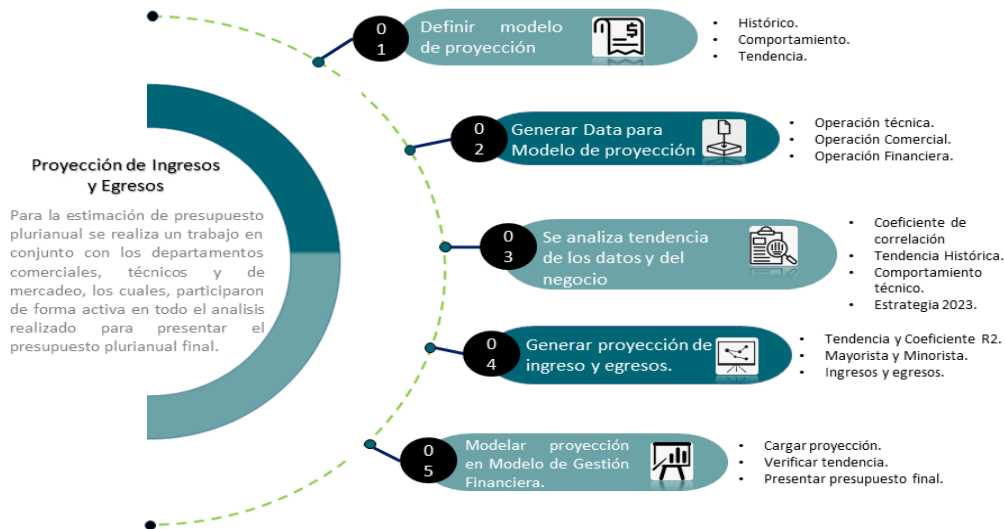 Proyección de Ingresos
y Egresos
Para la estimación de presupuesto
plurianual se realiza un trabajo en
conjunto con los departamentos
comerciales, técnicos y de
mercadeo, los cuales, participaron
de forma activa en todo el analisis
realizado para presentar el
presupuesto plurianual final.
0
1
Definir modelo
de proyección
$
• Histórico.
• Comportamiento.
• Tendencia.
0
2
Generar Data para
Modelo de proyección
• Operación técnica.
• Operación Comercial.
• Operación Financiera.
0
3
Se analiza tendencia
de los datos y del
negocio
• Coeficiente de
correlación
• Tendencia Histórica.
• Comportamiento
técnico.
• Estrategia 2023.
0
4
Generar proyección de
ingreso y egresos.
• Tendencia y Coeficiente R2.
• Mayorista y Minorista.
• Ingresos y egresos.
0
5
Modelar proyección
en Modelo de Gestión
Financiera.
• Cargar proyección.
• Verificar tendencia.
• Presentar presupuesto final.